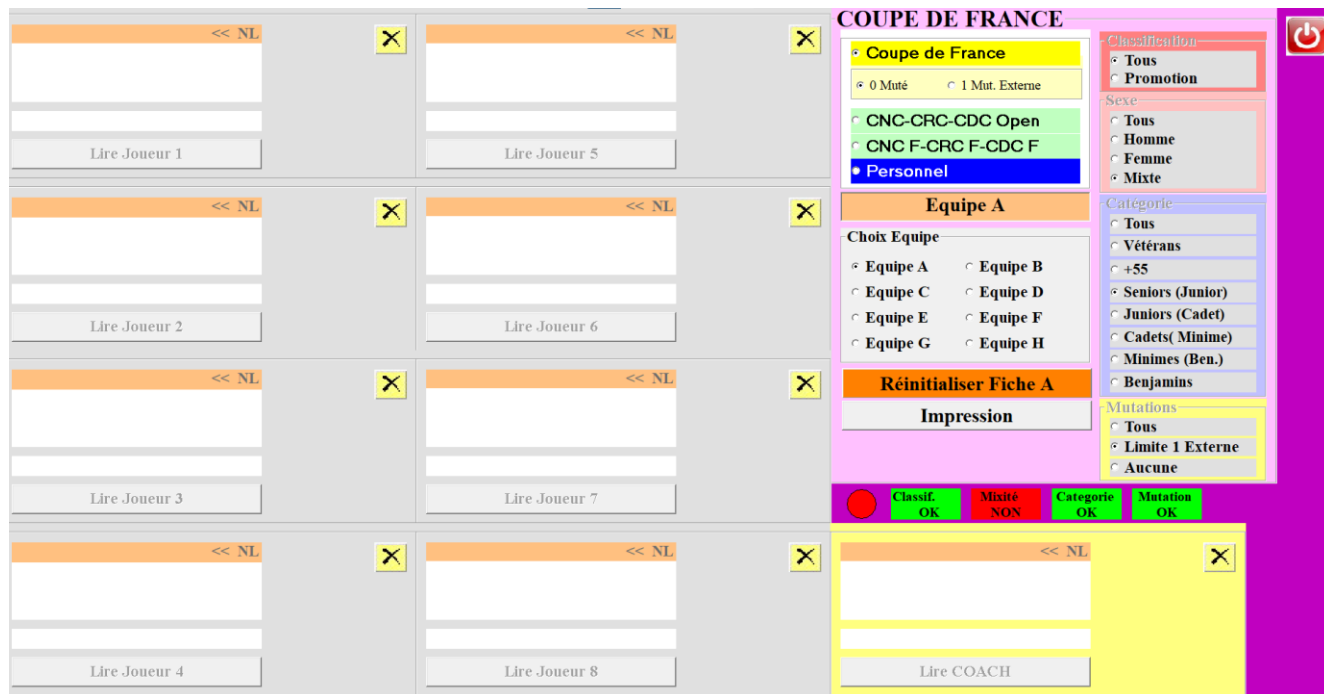 << NL
Lire Joueur 1
<< NL
Lire Joueur 5
<< NL
Lire Joueur 2
<< NL
Lire Joueur 6
<< NL
Lire Joueur 3
<< NL
Lire Joueur 7
<< NL
Lire Joueur 4
<< NL
Lire Joueur 8
COUPE DE FRANCE
Coupe de France
0 Muté 1 Mut. Externe
CNC-CRC-CDC Open
CNC F-CRC F-CDC F
Personnel
Equipe A
Choix Equipe
Equipe A Equipe B
Equipe C Equipe D
Equipe E Equipe F
Equipe G Equipe H
Réinitialiser Fiche A
Impression
Classification
Tous
Promotion
Sexe
Tous
Homme
Femme
Mixte
Catégorie
Tous
Vétérans
+55
Seniors (Junior)
Juniors (Cadet)
Cadets( Minime)
Minimes (Ben.)
Benjamins
Mutations
Tous
Limite 1 Externe
Aucune
Classif.
OK
Mixité
NON
Categorie
OK
Mutation
OK
<< NL
Lire COACH